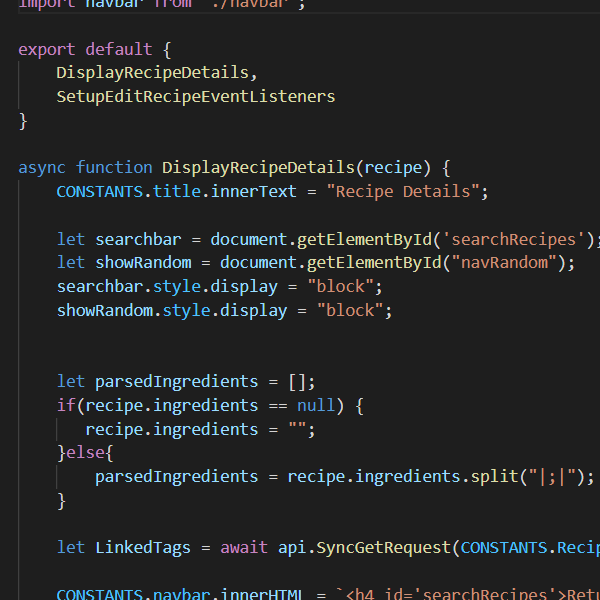 import navbar from './navbar';
export default {
DisplayRecipeDetails,
SetupEditRecipeEventListeners
}
async function DisplayRecipeDetails(recipe) {
CONSTANTS.title.innerText = "Recipe Details";
let searchbar = document.getElementById('searchRecipes');
let showRandom = document.getElementById("navRandom");
searchbar.style.display = "block";
showRandom.style.display = "block";
let parsedIngredients = [];
if(recipe.ingredients == null) {
recipe.ingredients = "";
}else{
parsedIngredients = recipe.ingredients.split("|;|");
}
let LinkedTags = await api.SyncGetRequest(CONSTANTS.Recip
CONSTANTS.navbar.innerHTML = `<h4 id='searchRecipes'>Retu